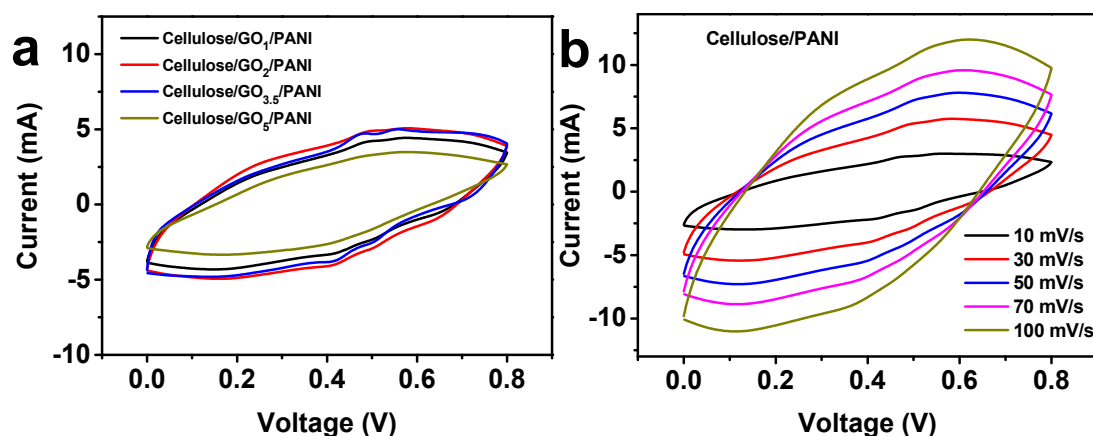 a
Cellulose/GO₁/PANI
Cellulose/GO₂/PANI
Cellulose/GO₃.₅/PANI
Cellulose/GO₅/PANI
10
5
0
-5
-10
Current (mA)
0.0 0.2 0.4 0.6 0.8
Voltage (V)
b
Cellulose/PANI
10
5
0
-5
-10
Current (mA)
10 mV/s
30 mV/s
50 mV/s
70 mV/s
100 mV/s
0.0 0.2 0.4 0.6 0.8
Voltage (V)